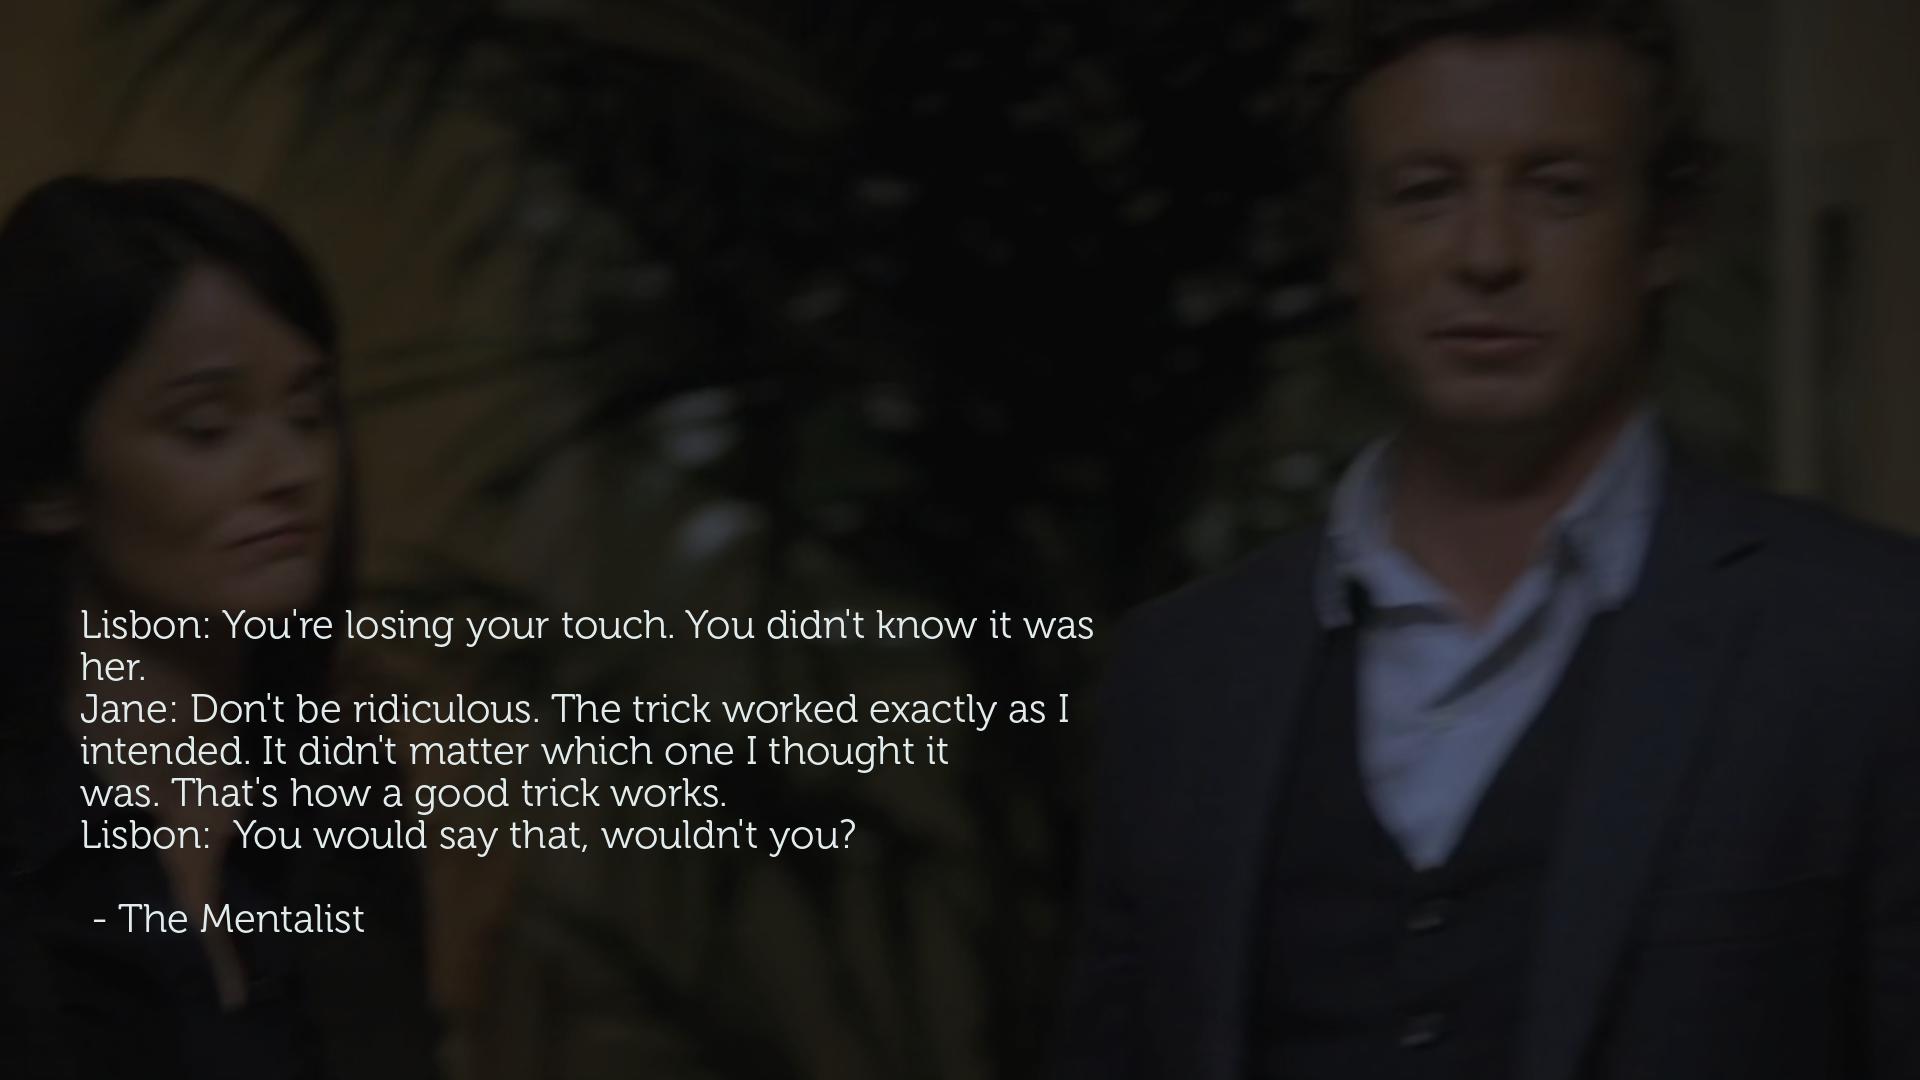 Lisbon: You're losing your touch. You didn't know it was
her.
Jane: Don't be ridiculous. The trick worked exactly as I
intended. It didn't matter which one I thought it
was. That's how a good trick works.
Lisbon:  You would say that, wouldn't you?
- The Mentalist